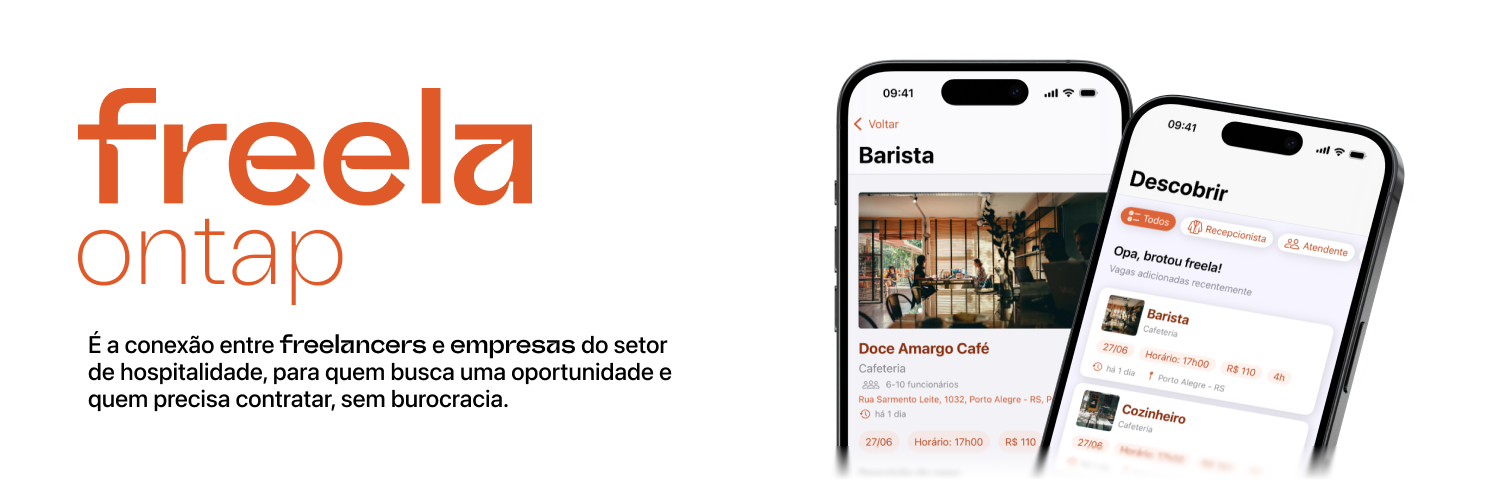 freela
ontap
É a conexão entre freelancers e empresas do setor
de hospitalidade, para quem busca uma oportunidade e
quem precisa contratar, sem burocracia.
09:41
Voltar
Barista
Doce Amargo Café
Cafeteria
6-10 funcionários
Rua Sarmento Leite, 1032, Porto Alegre - RS,
há 1 dia
27/06 Horário: 17h00 R$ 110
09:41
Descobrir
Todos Recepcionista Atendente
Opa, brotou freela!
Vagas adicionadas recentemente
Barista
Cafeteria
27/06 Horário: 17h00 R$ 110 4h
há 1 dia Porto Alegre - RS
Cozinheiro
Cafeteria
27/06 Horário: 17h00